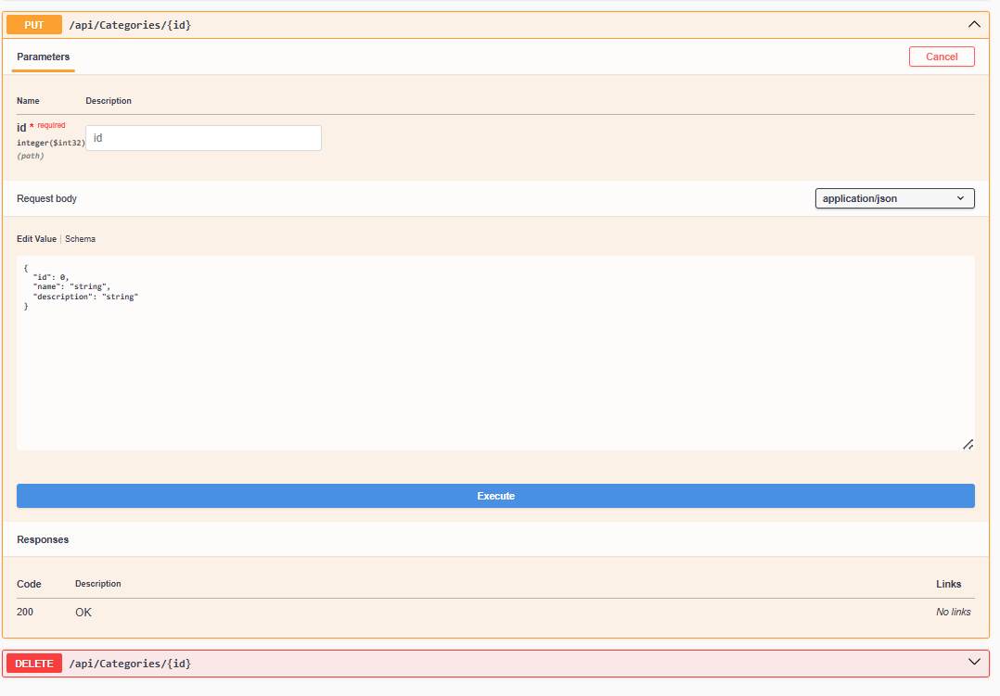 PUT /api/Categories/{id}
Parameters Cancel
Name Description
id * required
integer($int32) id
(path)
Request body application/json
Edit Value | Schema
{
  "id": 0,
  "name": "string",
  "description": "string"
}
Execute
Responses
Code Description Links
200 OK No links
DELETE /api/Categories/{id}